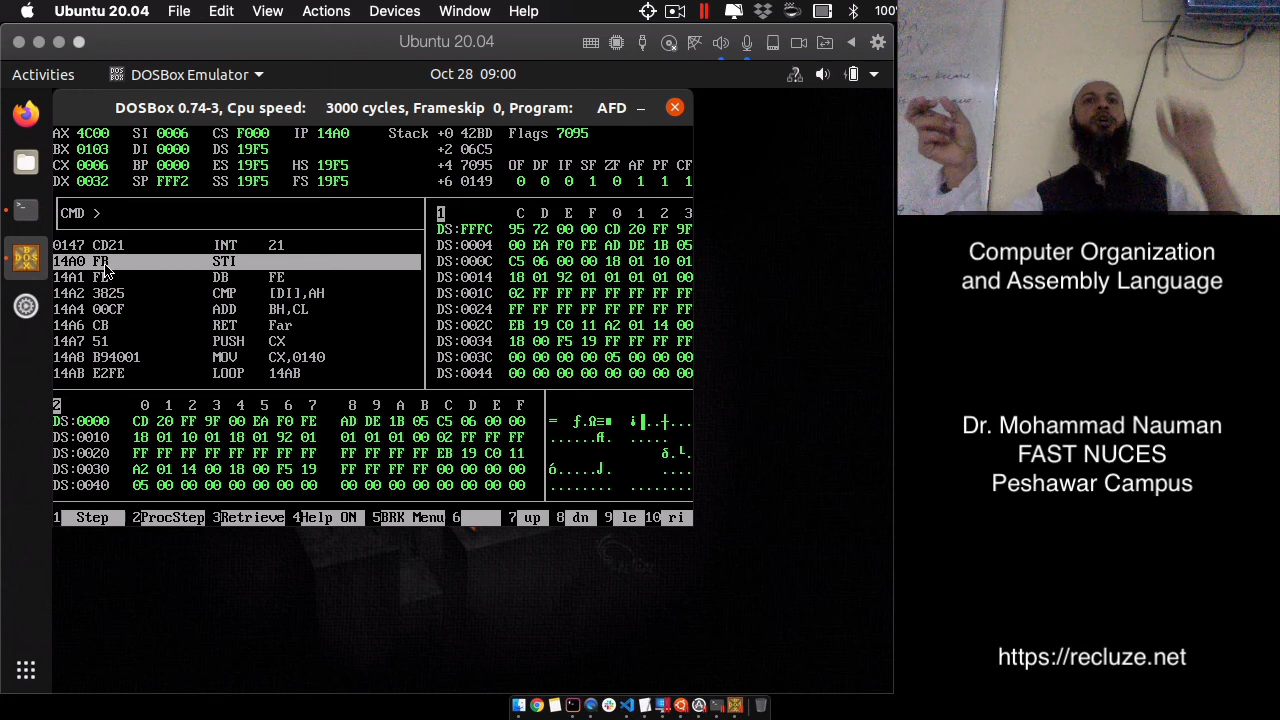 Ubuntu 20.04 File Edit View Actions Devices Window Help 100%
Ubuntu 20.04
Activities DOSBox Emulator Oct 28 09:00
DOSBox 0.74-3, Cpu speed: 3000 cycles, Frameskip 0, Program: AFD
AX 4C00 SI 0006 CS F000 IP 14A0 Stack +0 42BD Flags 7095
BX 0103 DI 0000 DS 19F5 +2 06C5
CX 0006 BP 0000 ES 19F5 HS 19F5 +4 7095 OF DF IF SF ZF AF PF CF
DX 0032 SP FFF2 SS 19F5 FS 19F5 +6 0149 0 0 0 1 0 1 1 1
CMD >
1 C D E F 0 1 2 3
DS:FFFC 95 72 00 00 CD 20 FF 9F
0147 CD21 INT 21
DS:0004 00 EA F0 FE AD DE 1B 05
14A0 FB STI
DS:000C C5 06 00 00 18 01 10 01
14A1 FE DB FE
DS:0014 18 01 92 01 01 01 01 00
14A2 3825 CMP [DI],AH
DS:001C 02 FF FF FF FF FF FF FF
14A4 00CF ADD BH,CL
DS:0024 FF FF FF FF FF FF FF FF
14A6 CB RET Far
DS:002C EB 19 C0 11 A2 01 14 00
14A7 51 PUSH CX
DS:0034 18 00 F5 19 FF FF FF FF
14A8 B94001 MOV CX,0140
DS:003C 00 00 00 00 05 00 00 00
14AB E2FE LOOP 14AB
DS:0044 00 00 00 00 00 00 00 00
2 0 1 2 3 4 5 6 7 8 9 A B C D E F
DS:0000 CD 20 FF 9F 00 EA F0 FE AD DE 1B 05 C5 06 00 00
DS:0010 18 01 10 01 18 01 92 01 01 01 01 00 02 FF FF FF
DS:0020 FF FF FF FF FF FF FF FF FF FF FF FF EB 19 C0 11
DS:0030 A2 01 14 00 18 00 F5 19 FF FF FF FF 00 00 00 00
DS:0040 05 00 00 00 00 00 00 00 00 00 00 00 00 00 00 00
1 Step 2ProcStep 3Retrieve 4Help ON 5BRK Menu 6 7 up 8 dn 9 le 10 ri
Computer Organization
and Assembly Language
Dr. Mohammad Nauman
FAST NUCES
Peshawar Campus
https://recluze.net